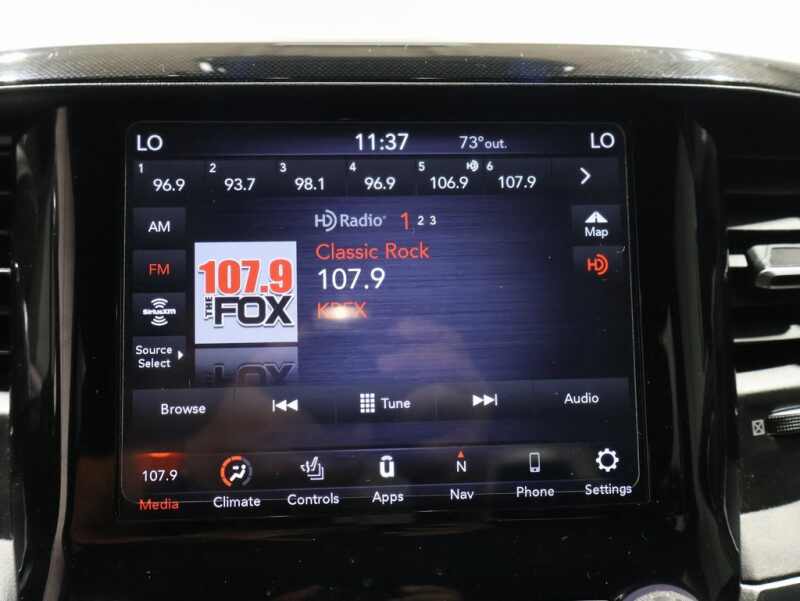 LO 11:37 73°out. LO
1 96.9 2 93.7 3 98.1 4 96.9 5 106.9 HD 6 107.9
AM
HD Radio 1 2 3
Map
FM
107.9
THE FOX
Classic Rock
107.9
HD
SiriusXM
Source
Select
Browse Tune Audio
107.9
Media
Climate
Controls
Apps
N
Nav
Phone
Settings